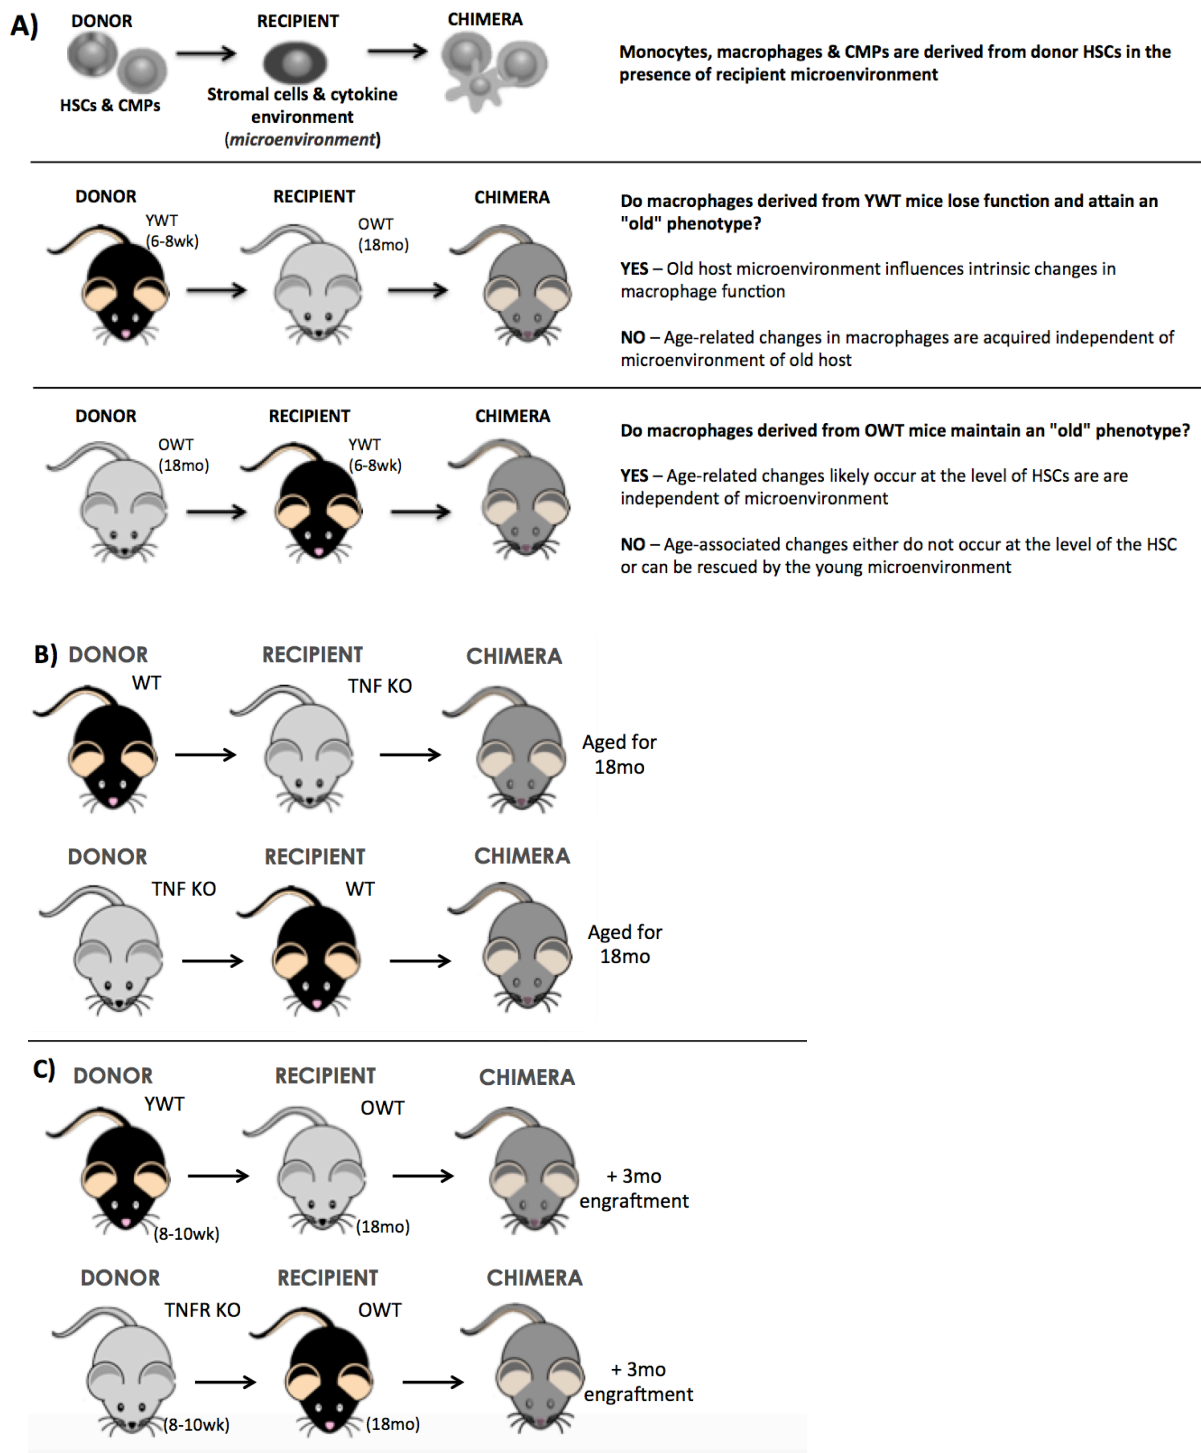 A)
DONOR
RECIPIENT
CHIMERA
HSCs & CMPs
Stromal cells & cytokine
environment
(microenvironment)
Monocytes, macrophages & CMPs are derived from donor HSCs in the
presence of recipient microenvironment
DONOR
RECIPIENT
CHIMERA
YWT
(6-8wk)
OWT
(18mo)
Do macrophages derived from YWT mice lose function and attain an
"old" phenotype?
YES – Old host microenvironment influences intrinsic changes in
macrophage function
NO – Age-related changes in macrophages are acquired independent of
microenvironment of old host
DONOR
RECIPIENT
CHIMERA
OWT
(18mo)
YWT
(6-8wk)
Do macrophages derived from OWT mice maintain an "old" phenotype?
YES – Age-related changes likely occur at the level of HSCs are are
independent of microenvironment
NO – Age-associated changes either do not occur at the level of the HSC
or can be rescued by the young microenvironment
B)
DONOR
RECIPIENT
CHIMERA
WT
TNF KO
Aged for
18mo
DONOR
RECIPIENT
CHIMERA
TNF KO
WT
Aged for
18mo
C)
DONOR
RECIPIENT
CHIMERA
YWT
OWT
(8-10wk)
(18mo)
+ 3mo
engraftment
DONOR
RECIPIENT
CHIMERA
TNFR KO
OWT
(8-10wk)
(18mo)
+ 3mo
engraftment